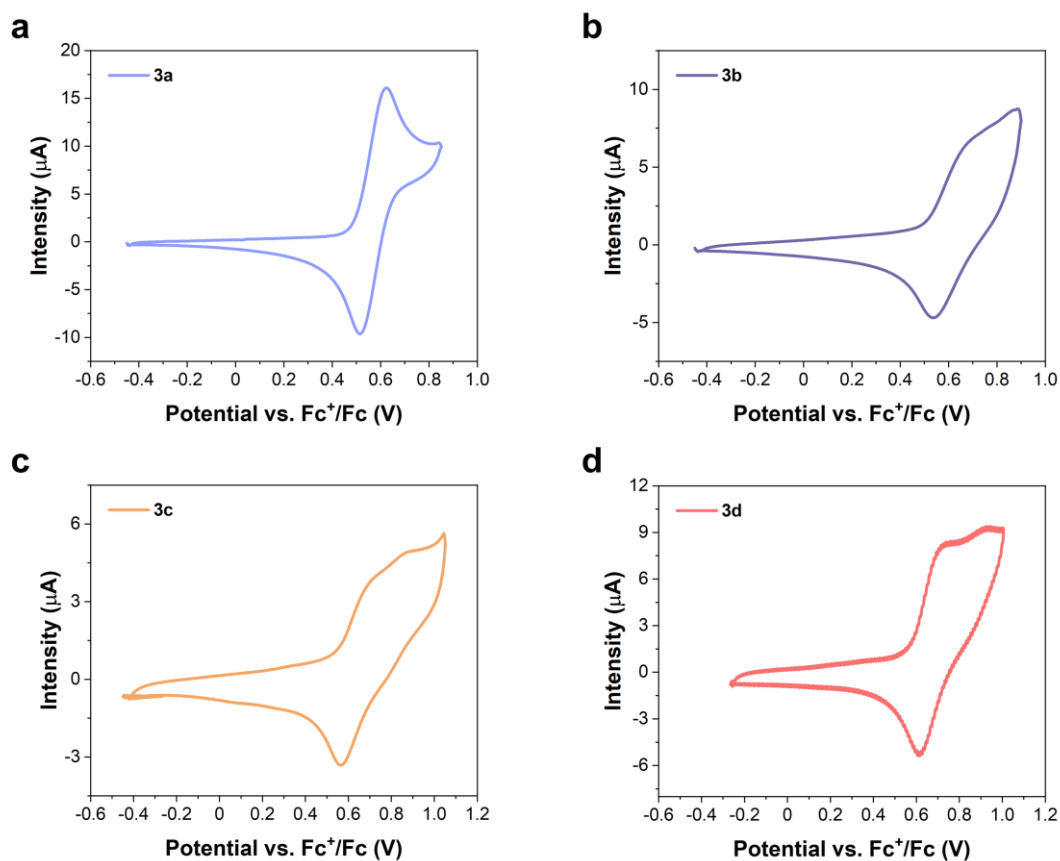 a
3a
20
15
10
5
0
-5
-10
Intensity (μA)
-0.6 -0.4 -0.2 0 0.2 0.4 0.6 0.8 1.0
Potential vs. Fc⁺/Fc (V)
b
3b
10
5
0
-5
Intensity (μA)
-0.6 -0.4 -0.2 0 0.2 0.4 0.6 0.8 1.0
Potential vs. Fc⁺/Fc (V)
c
3c
6
3
0
-3
Intensity (μA)
-0.6 -0.4 -0.2 0 0.2 0.4 0.6 0.8 1.0 1.2
Potential vs. Fc⁺/Fc (V)
d
3d
12
9
6
3
0
-3
-6
Intensity (μA)
-0.6 -0.4 -0.2 0 0.2 0.4 0.6 0.8 1.0 1.2
Potential vs. Fc⁺/Fc (V)